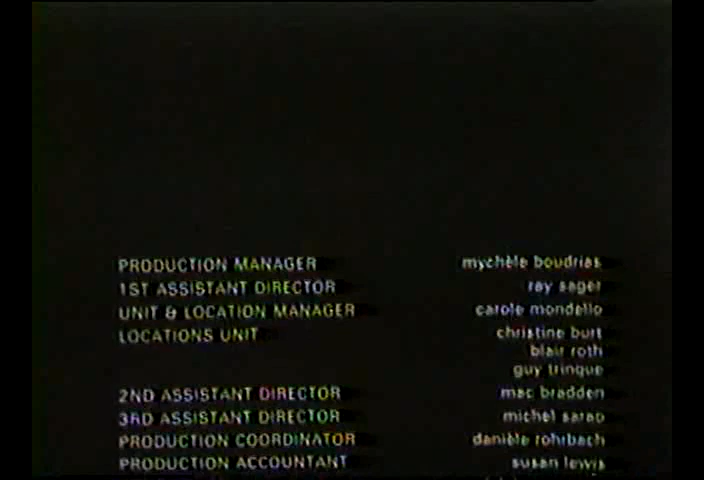 PRODUCTION MANAGER mychèle boudrias
1ST ASSISTANT DIRECTOR ray sager
UNIT & LOCATION MANAGER carole mondello
LOCATIONS UNIT christine burt
blair roth
guy trinque
2ND ASSISTANT DIRECTOR mac bradden
3RD ASSISTANT DIRECTOR michel sarao
PRODUCTION COORDINATOR danièle rohrbach
PRODUCTION ACCOUNTANT susan lewis